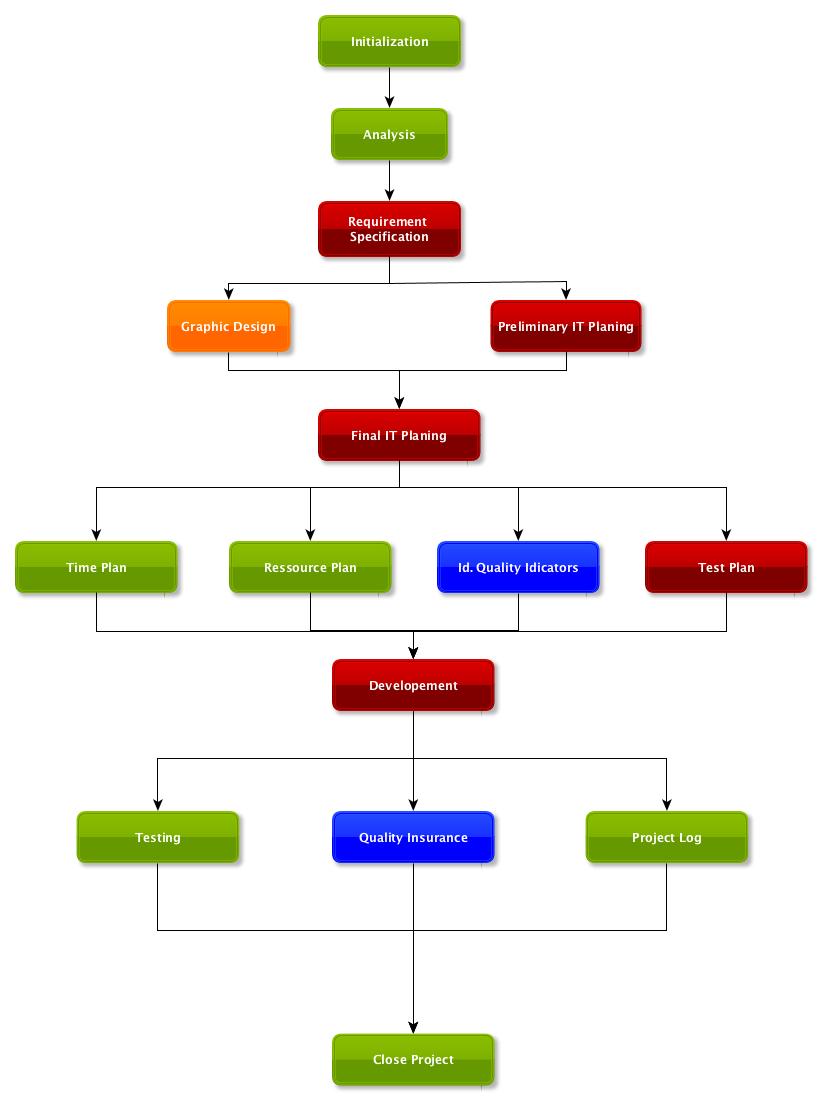 Initialization
Analysis
Requirement
Specification
Graphic Design
Preliminary IT Planing
Final IT Planing
Time Plan
Ressource Plan
Id. Quality Idicators
Test Plan
Developement
Testing
Quality Insurance
Project Log
Close Project